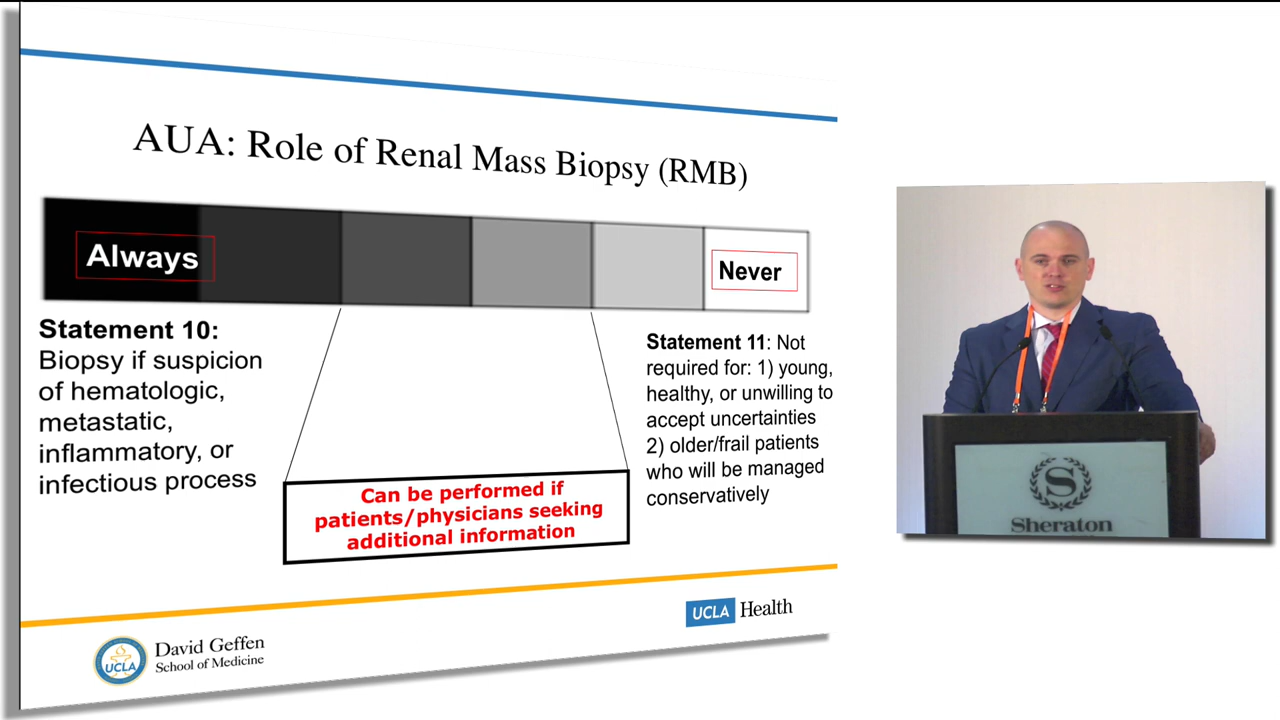 AUA: Role of Renal Mass Biopsy (RMB)
Always
Never
Statement 10:
Biopsy if suspicion
of hematologic,
metastatic,
inflammatory, or
infectious process
Can be performed if
patients/physicians seeking
additional information
Statement 11: Not
required for: 1) young,
healthy, or unwilling to
accept uncertainties
2) older/frail patients
who will be managed
conservatively
UCLA
David Geffen
School of Medicine
UCLA Health
S
Sheraton